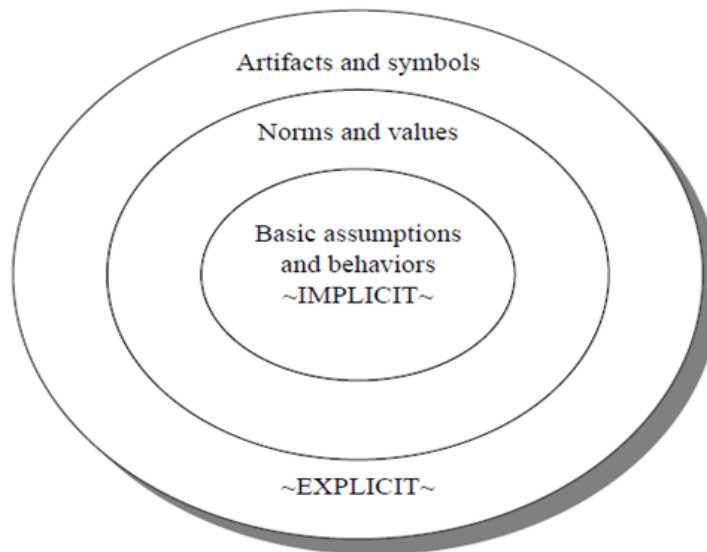 Artifacts and symbols
Norms and values
Basic assumptions
and behaviors
~IMPLICIT~
~EXPLICIT~